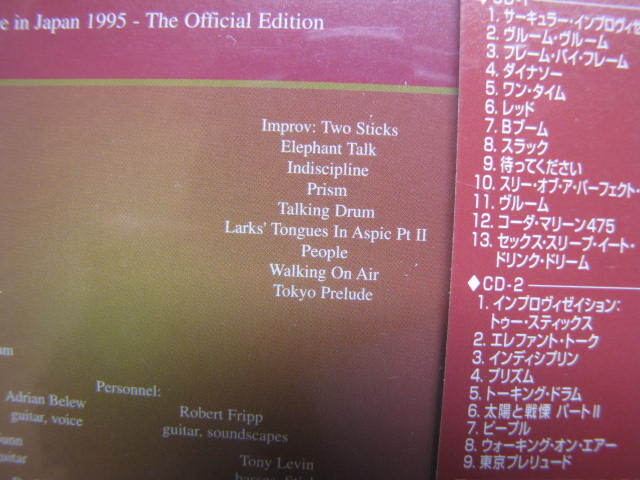 in Japan 1995 - The Official Edition
Improv: Two Sticks
Elephant Talk
Indiscipline
Prism
Talking Drum
Larks' Tongues In Aspic Pt II
People
Walking On Air
Tokyo Prelude
Personnel:
Adrian Belew
guitar, voice
Robert Fripp
guitar, soundscapes
Tony Levin
◆CD-1
1. サーキュラー・インプロヴィゼ
2. ヴルーム・ヴルーム
3. フレーム・バイ・フレーム
4. ダイナソー
5. ワン・タイム
6. レッド
7. Bブーム
8. スラック
9. 待ってください
10. スリー・オブ・ア・パーフェクト・
11. ヴルーム
12. コーダ・マリーン475
13. セックス・スリープ・イート・
ドリンク・ドリーム
◆CD-2
1. インプロヴィゼイション:
トゥー・スティックス
2. エレファント・トーク
3. インディシプリン
4. プリズム
5. トーキング・ドラム
6. 太陽と戦慄 パートII
7. ピープル
8. ウォーキング・オン・エアー
9. 東京プレリュード